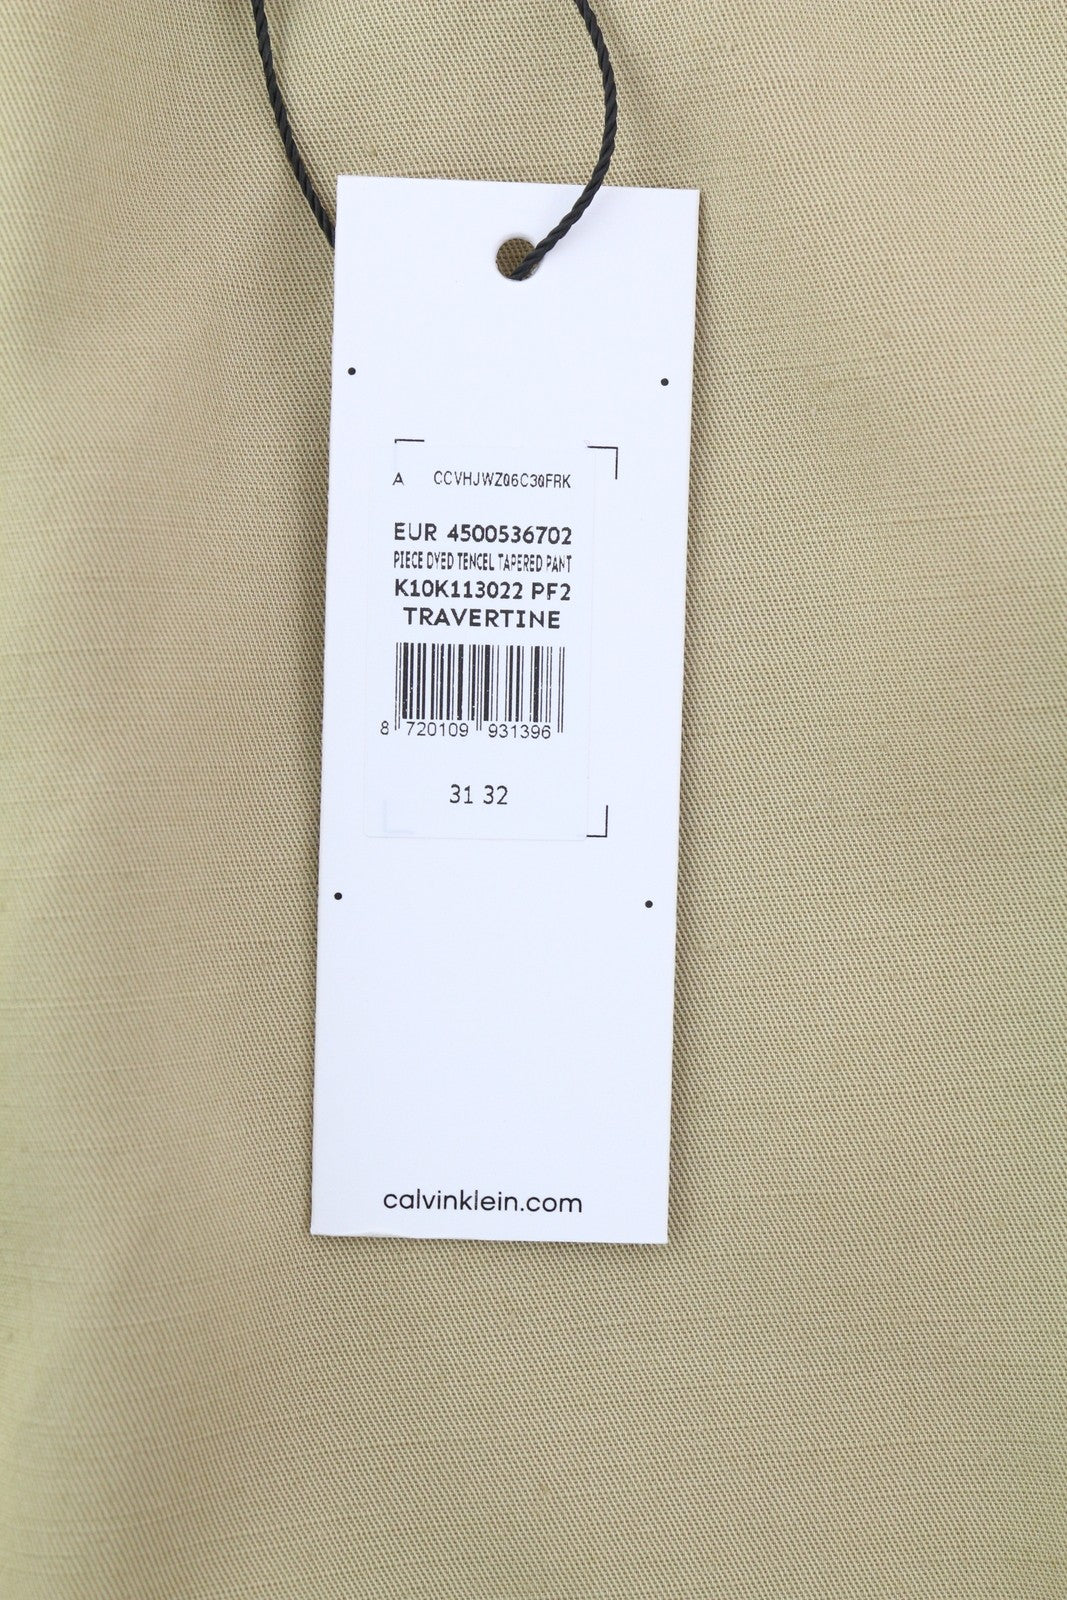 A CCVHJWZ06C30FRK
EUR 4500536702
PIECE DYED TENCEL TAPERED PANT
K10K113022 PF2
TRAVERTINE
8 720109 931396
31 32
calvinklein.com